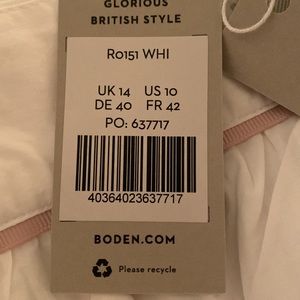 GLORIOUS
BRITISH STYLE
R0151 WHI
UK 14 US 10
DE 40 FR 42
PO: 637717
40364023637717
BODEN.COM
Please recycle